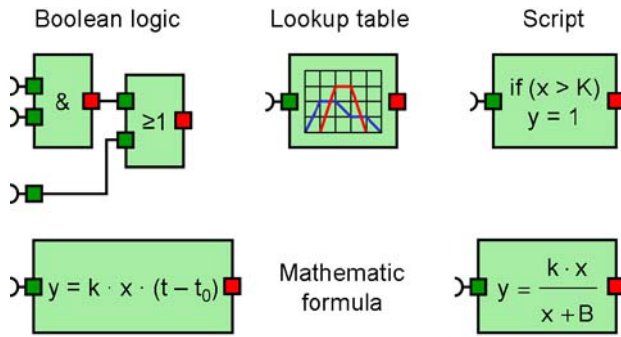 Boolean logic
Lookup table
Script
&
≥1
if (x > K)
y = 1
y = k · x · (t – t₀)
Mathematic
formula
y = k · x / x + B